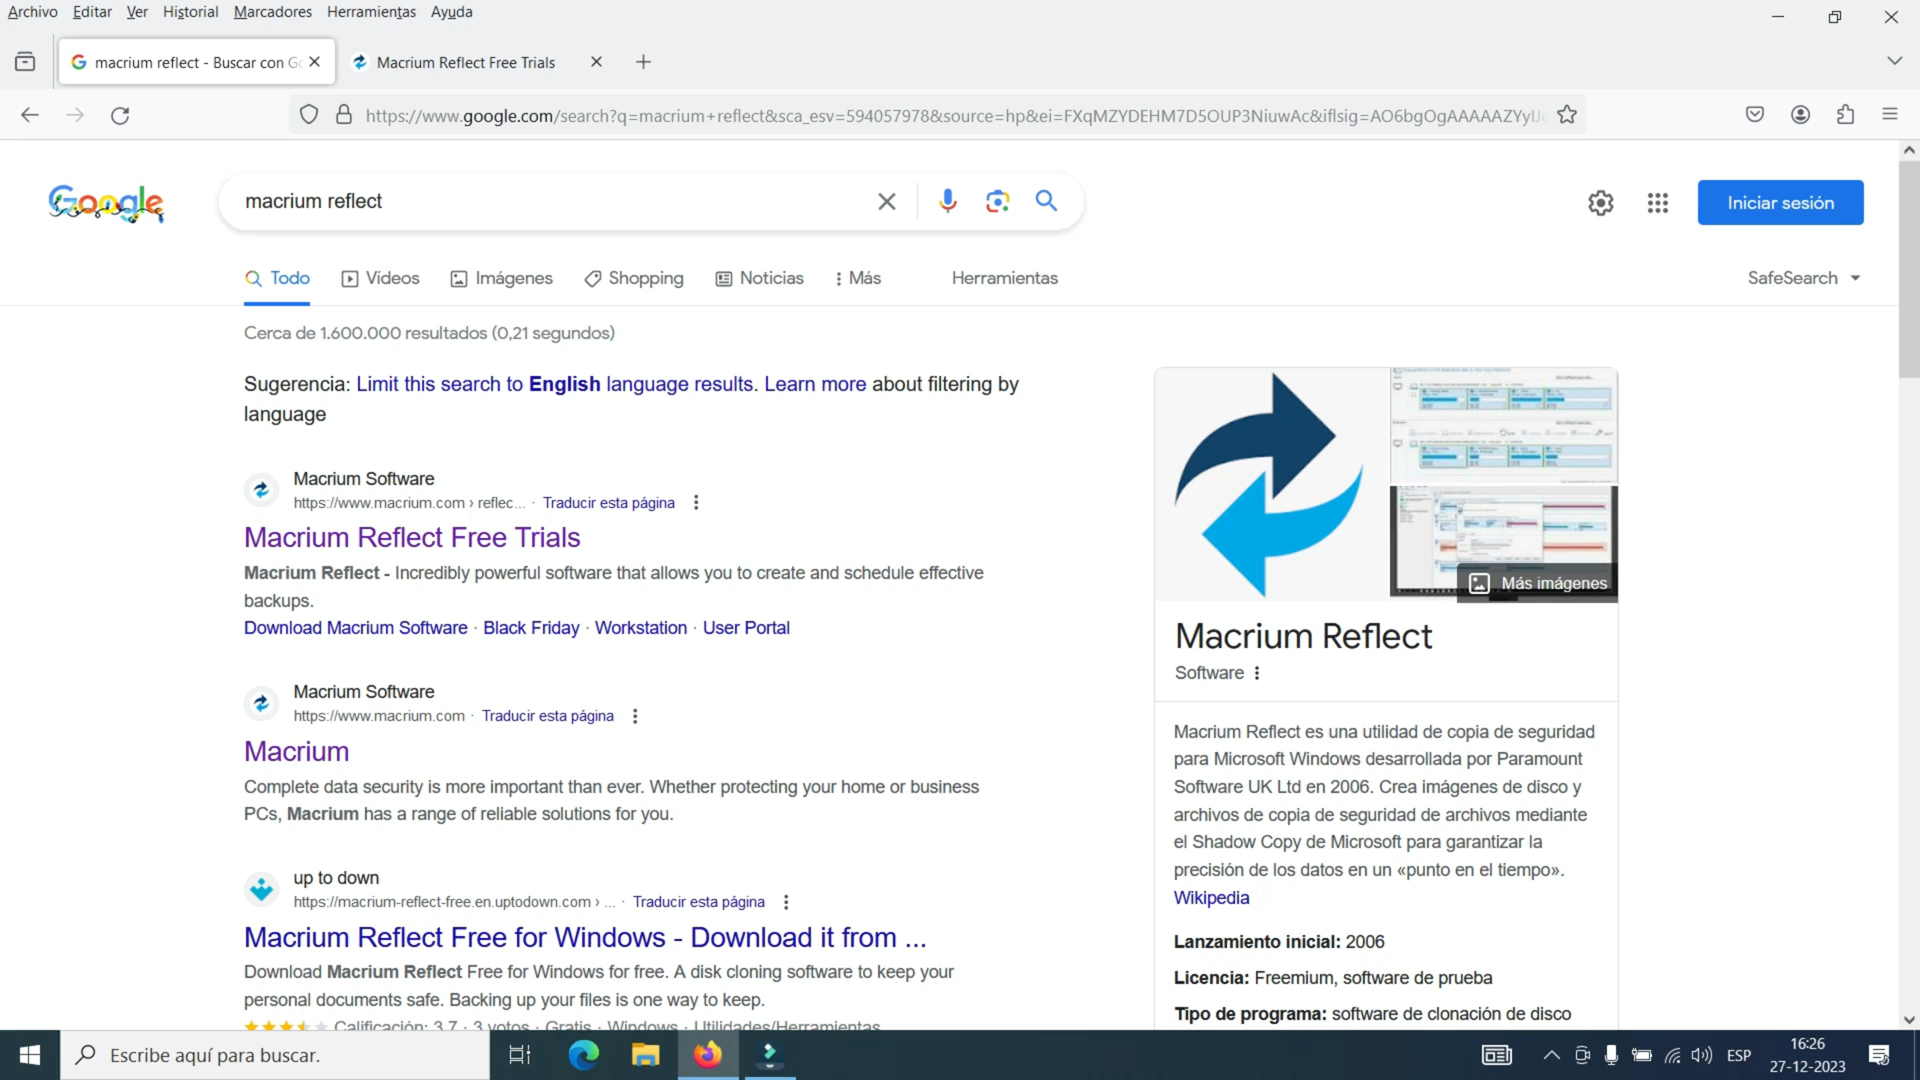 Archivo Editar Ver Historial Marcadores Herramientas Ayuda
macrium reflect - Buscar con Go
Macrium Reflect Free Trials
https://www.google.com/search?q=macrium+reflect&sca_esv=594057978&source=hp&ei=FXqMZYDEHM7D5OUP3NiuwAc&iflsig=AO6bgOgAAAAAZYyIJ
Google
macrium reflect
Iniciar sesión
Todo Videos Imágenes Shopping Noticias Más Herramientas SafeSearch
Cerca de 1.600.000 resultados (0,21 segundos)
Sugerencia: Limit this search to English language results. Learn more about filtering by
language
Macrium Software
https://www.macrium.com › reflec... · Traducir esta página
Macrium Reflect Free Trials
Macrium Reflect - Incredibly powerful software that allows you to create and schedule effective
backups.
Download Macrium Software · Black Friday · Workstation · User Portal
Macrium Software
https://www.macrium.com · Traducir esta página
Macrium
Complete data security is more important than ever. Whether protecting your home or business
PCs, Macrium has a range of reliable solutions for you.
up to down
https://macrium-reflect-free.en.uptodown.com › ... · Traducir esta página
Macrium Reflect Free for Windows - Download it from ...
Download Macrium Reflect Free for Windows for free. A disk cloning software to keep your
personal documents safe. Backing up your files is one way to keep.
Calificación: 3,7 · 3 votos · Gratis · Windows · Utilidades/Herramientas
Más imágenes
Macrium Reflect
Software
Macrium Reflect es una utilidad de copia de seguridad
para Microsoft Windows desarrollada por Paramount
Software UK Ltd en 2006. Crea imágenes de disco y
archivos de copia de seguridad de archivos mediante
el Shadow Copy de Microsoft para garantizar la
precisión de los datos en un «punto en el tiempo».
Wikipedia
Lanzamiento inicial: 2006
Licencia: Freemium, software de prueba
Tipo de programa: software de clonación de disco
Escribe aquí para buscar.
ESP
16:26
27-12-2023